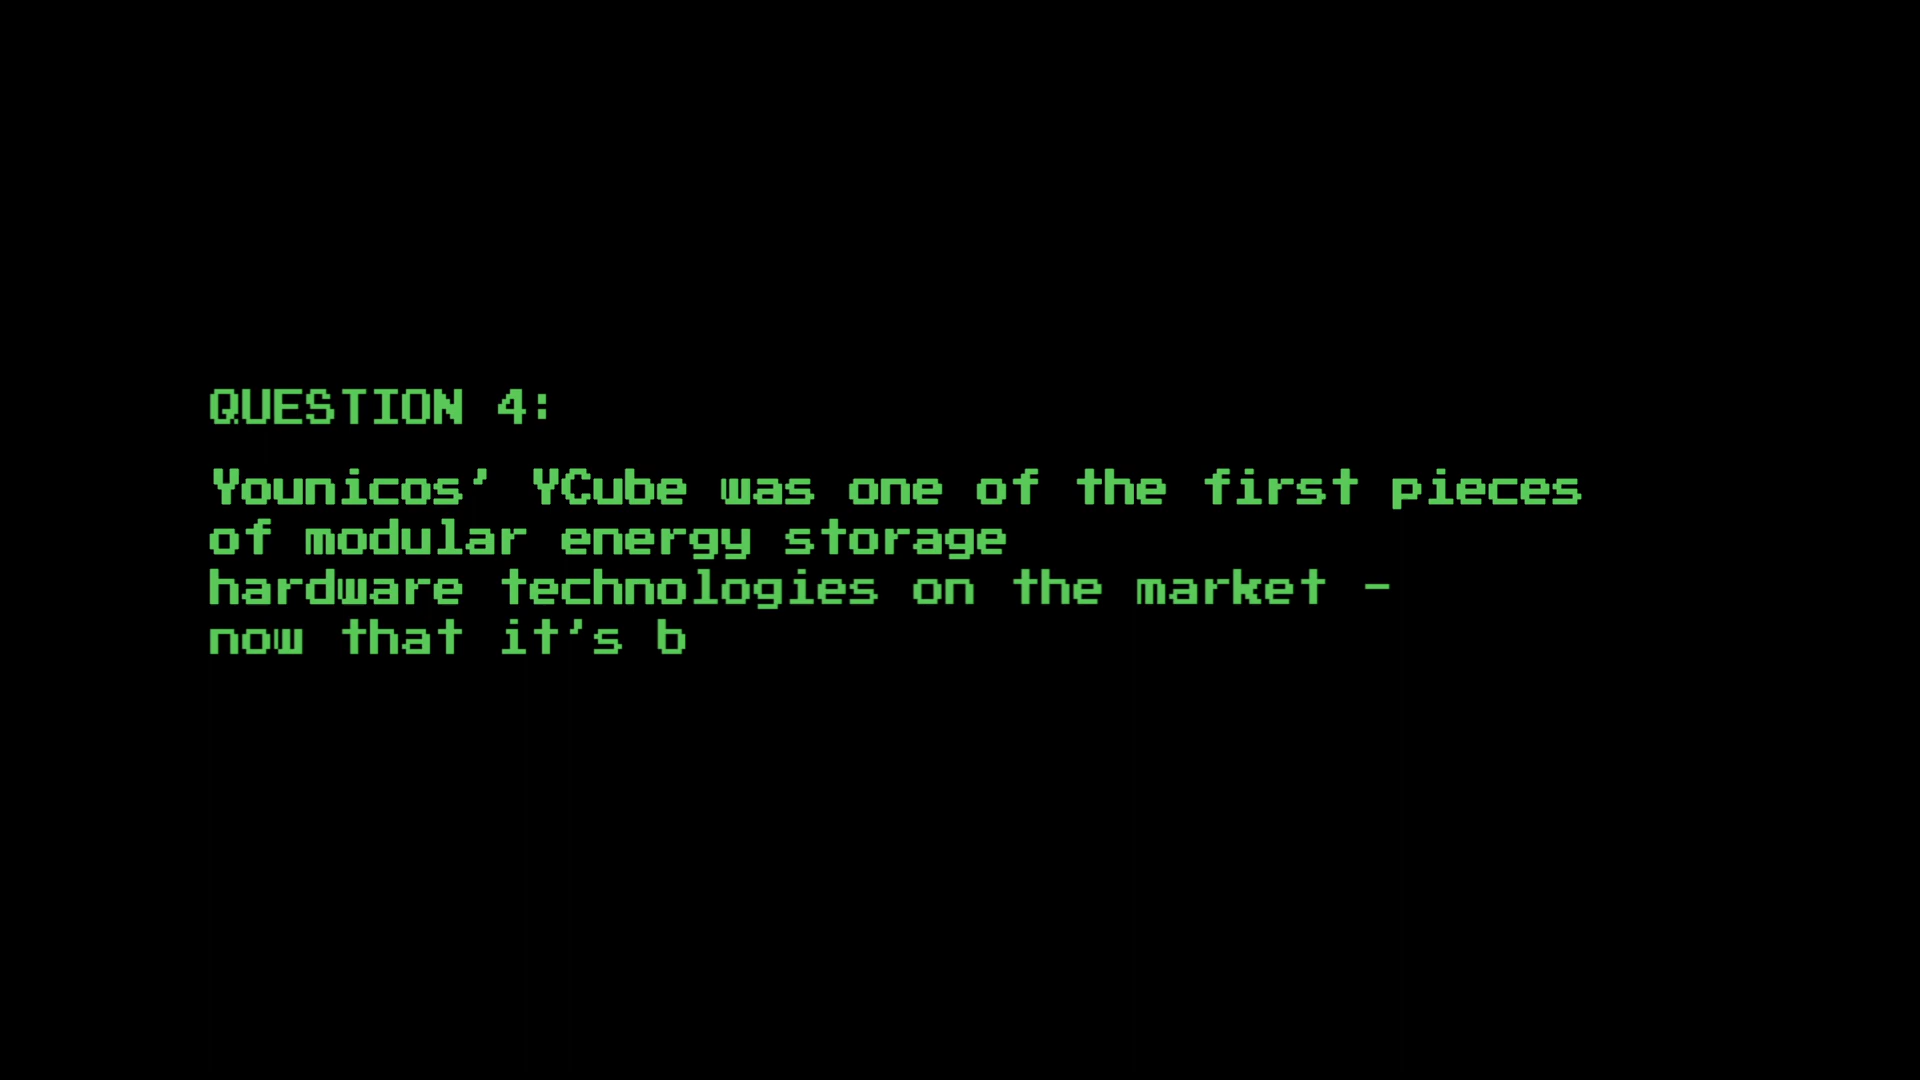 QUESTION 4:
Younicos' YCube was one of the first pieces
of modular energy storage
hardware technologies on the market -
now that it's b